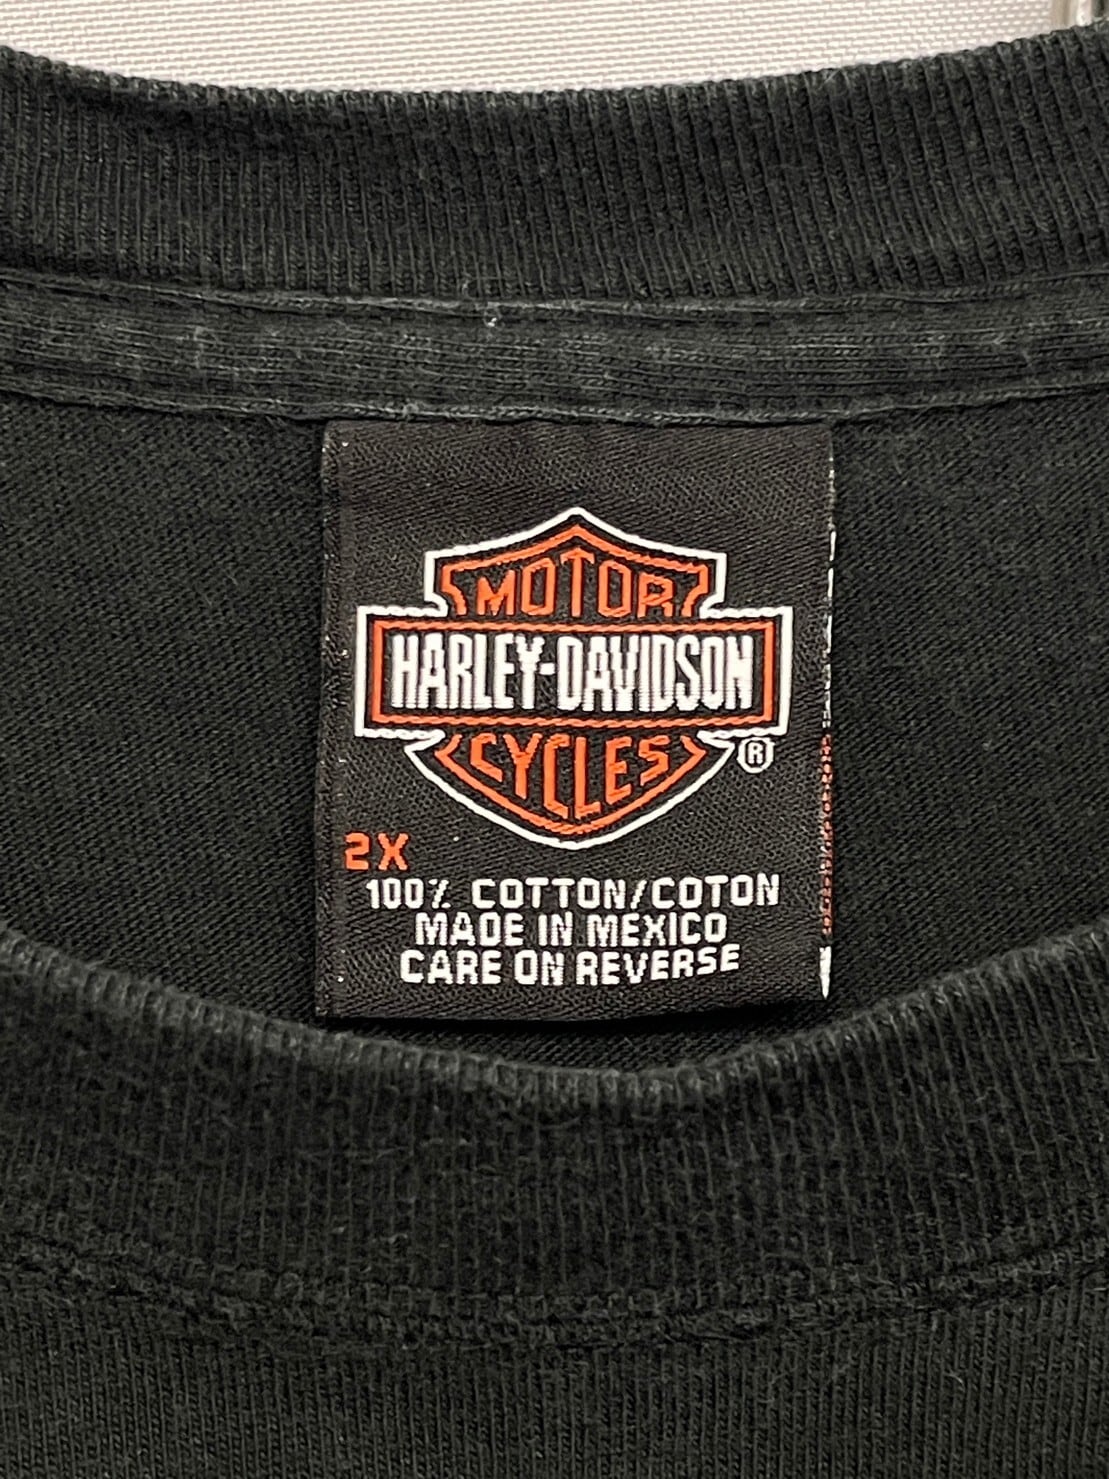 MOTOR
HARLEY-DAVIDSON
CYCLES
®
2X
100% COTTON/COTON
MADE IN MEXICO
CARE ON REVERSE